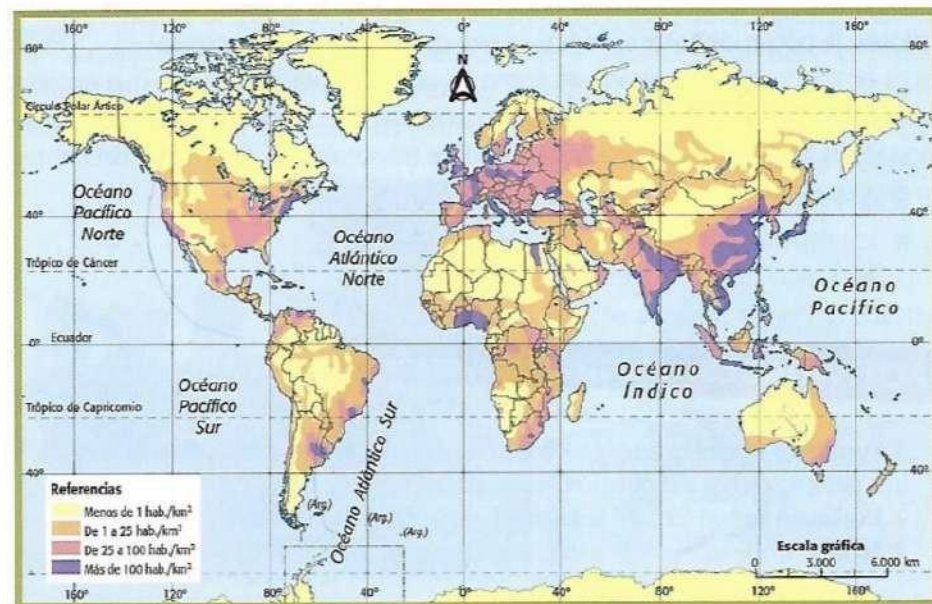 160° 120° 80° 40° 0° 40° 80° 120° 160°
80° 80°
N
Círculo Polar Ártico
Océano
Pacífico
Norte
40° 40°
Océano
Atlántico
Norte
Trópico de Cáncer
Océano
Pacífico
Ecuador
0° 0°
Océano
Índico
Océano
Pacífico
Sur
Trópico de Capricornio
Océano Atlántico Sur
40° 40°
Referencias
Menos de 1 hab./km²
De 1 a 25 hab./km²
De 25 a 100 hab./km²
Más de 100 hab./km²
(Arg.)
(Arg.)
(Arg.)
Escala gráfica
0 3.000 6.000 km
160° 120° 80° 40° 0° 40° 80° 120° 160°